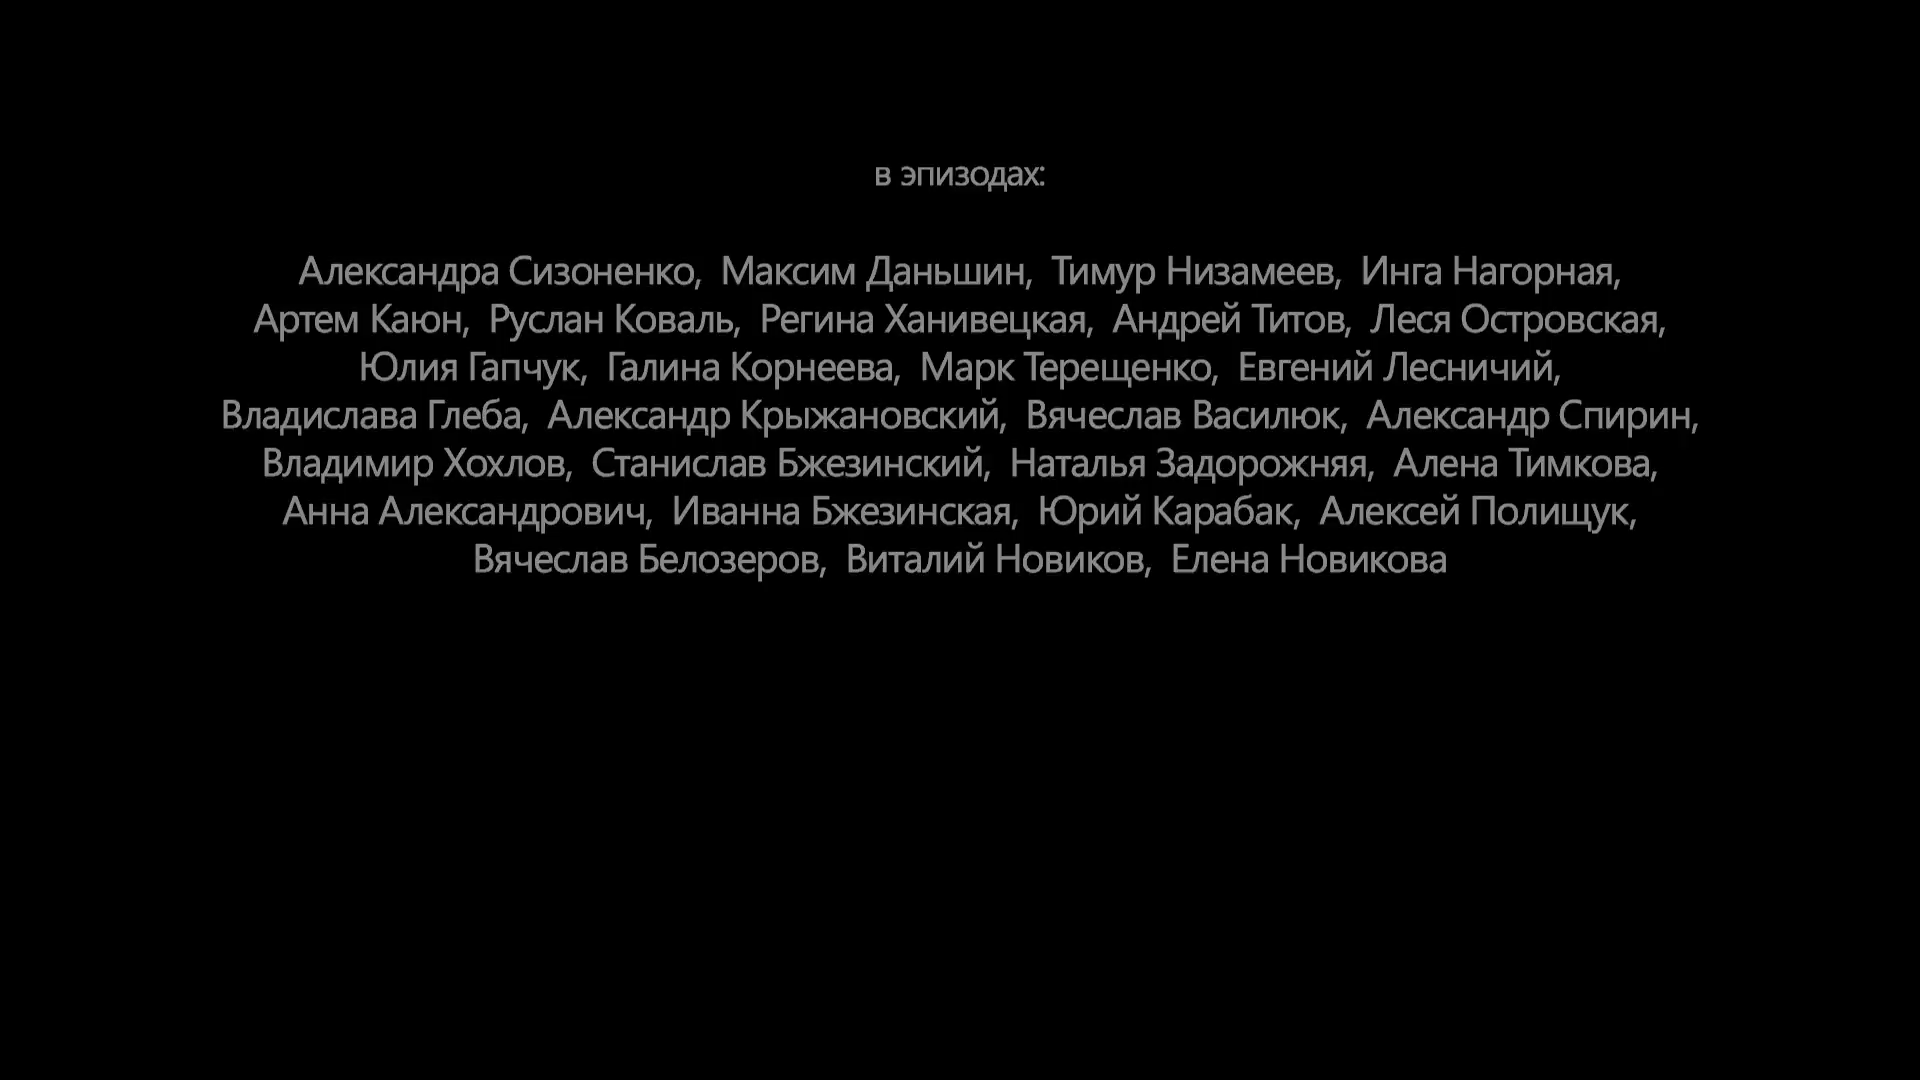 в эпизодах:
Александра Сизоненко, Максим Даньшин, Тимур Низамеев, Инга Нагорная,
Артем Каюн, Руслан Коваль, Регина Ханивецкая, Андрей Титов, Леся Островская,
Юлия Гапчук, Галина Корнеева, Марк Терещенко, Евгений Лесничий,
Владислава Глеба, Александр Крыжановский, Вячеслав Василюк, Александр Спирин,
Владимир Хохлов, Станислав Бжезинский, Наталья Задорожняя, Алена Тимкова,
Анна Александрович, Иванна Бжезинская, Юрий Карабак, Алексей Полищук,
Вячеслав Белозеров, Виталий Новиков, Елена Новикова